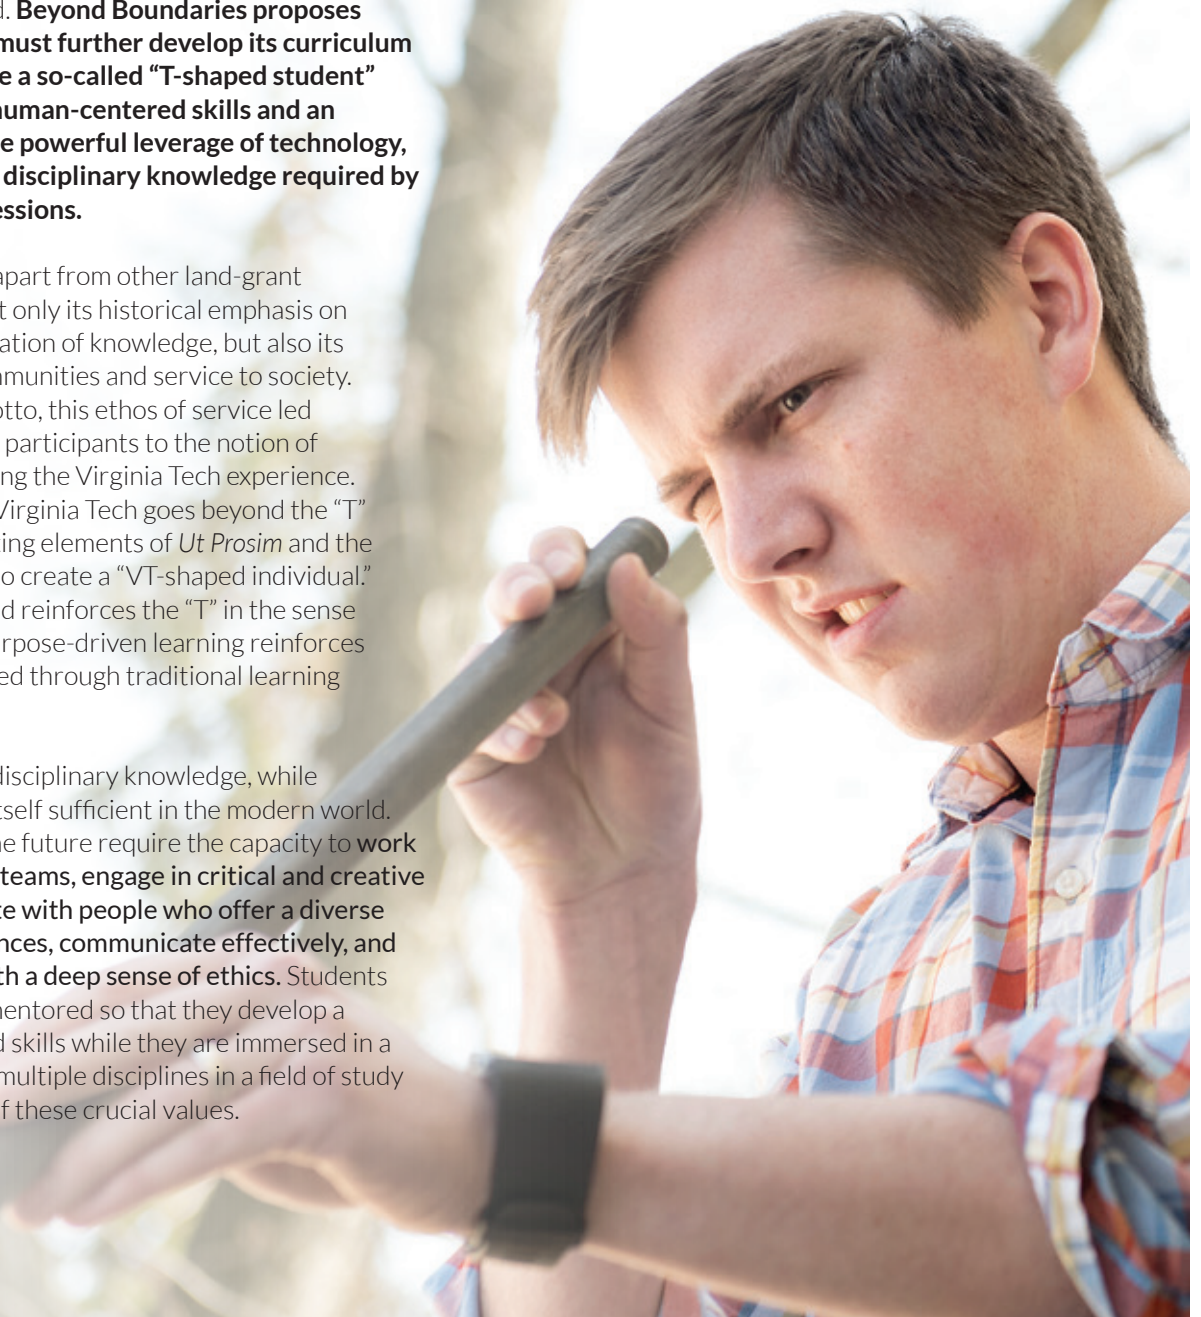 d. Beyond Boundaries proposes
must further develop its curriculum
e a so-called “T-shaped student”
human-centered skills and an
e powerful leverage of technology,
disciplinary knowledge required by
essions.
apart from other land-grant
t only its historical emphasis on
ation of knowledge, but also its
mmunities and service to society.
otto, this ethos of service led
participants to the notion of
ng the Virginia Tech experience.
Virginia Tech goes beyond the “T”
ting elements of Ut Prosim and the
o create a “VT-shaped individual.”
d reinforces the “T” in the sense
urpose-driven learning reinforces
ed through traditional learning
disciplinary knowledge, while
tself sufficient in the modern world.
he future require the capacity to work
teams, engage in critical and creative
te with people who offer a diverse
nces, communicate effectively, and
th a deep sense of ethics. Students
mentored so that they develop a
d skills while they are immersed in a
multiple disciplines in a field of study
f these crucial values.